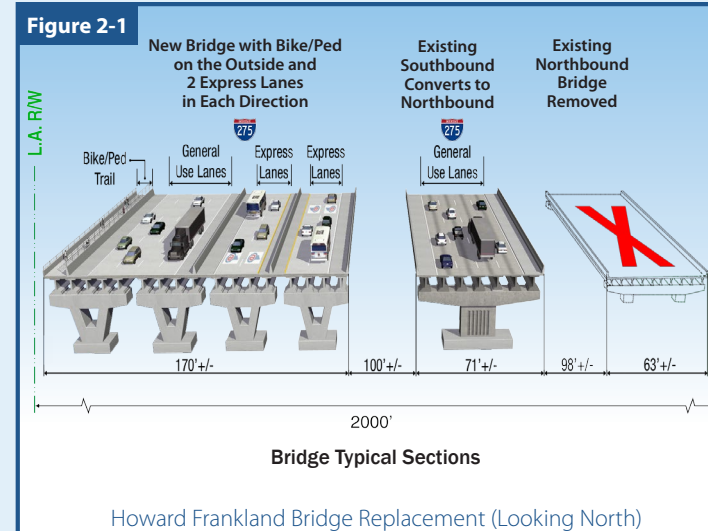 Figure 2-1
New Bridge with Bike/Ped
on the Outside and
2 Express Lanes
in Each Direction
Existing
Southbound
Converts to
Northbound
Existing
Northbound
Bridge
Removed
L.A. R/W
INTERSTATE
275
INTERSTATE
275
Bike/Ped
Trail
General
Use Lanes
Express
Lanes
Express
Lanes
General
Use Lanes
170'+/-
100'+/-
71'+/-
98'+/-
63'+/-
2000'
Bridge Typical Sections
Howard Frankland Bridge Replacement (Looking North)